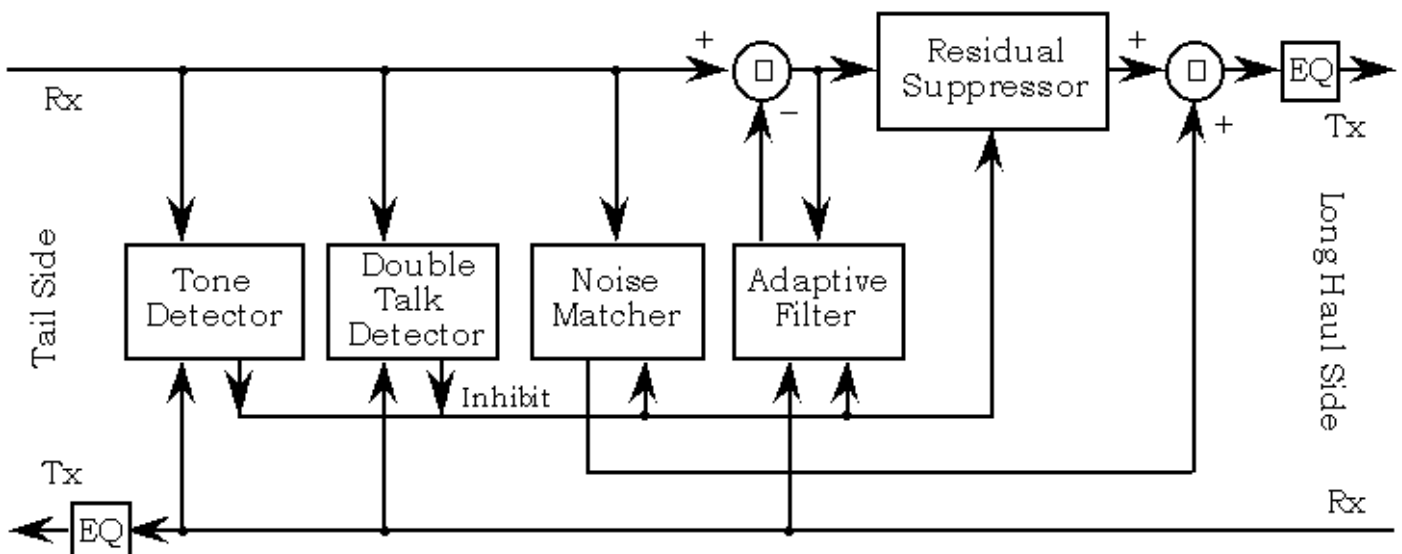 +
+
Residual
Suppressor
EQ
Rx
−
+
Tx
Tail Side
Long Haul Side
Tone
Detector
Double
Talk
Detector
Noise
Matcher
Adaptive
Filter
Inhibit
Tx
EQ
Rx